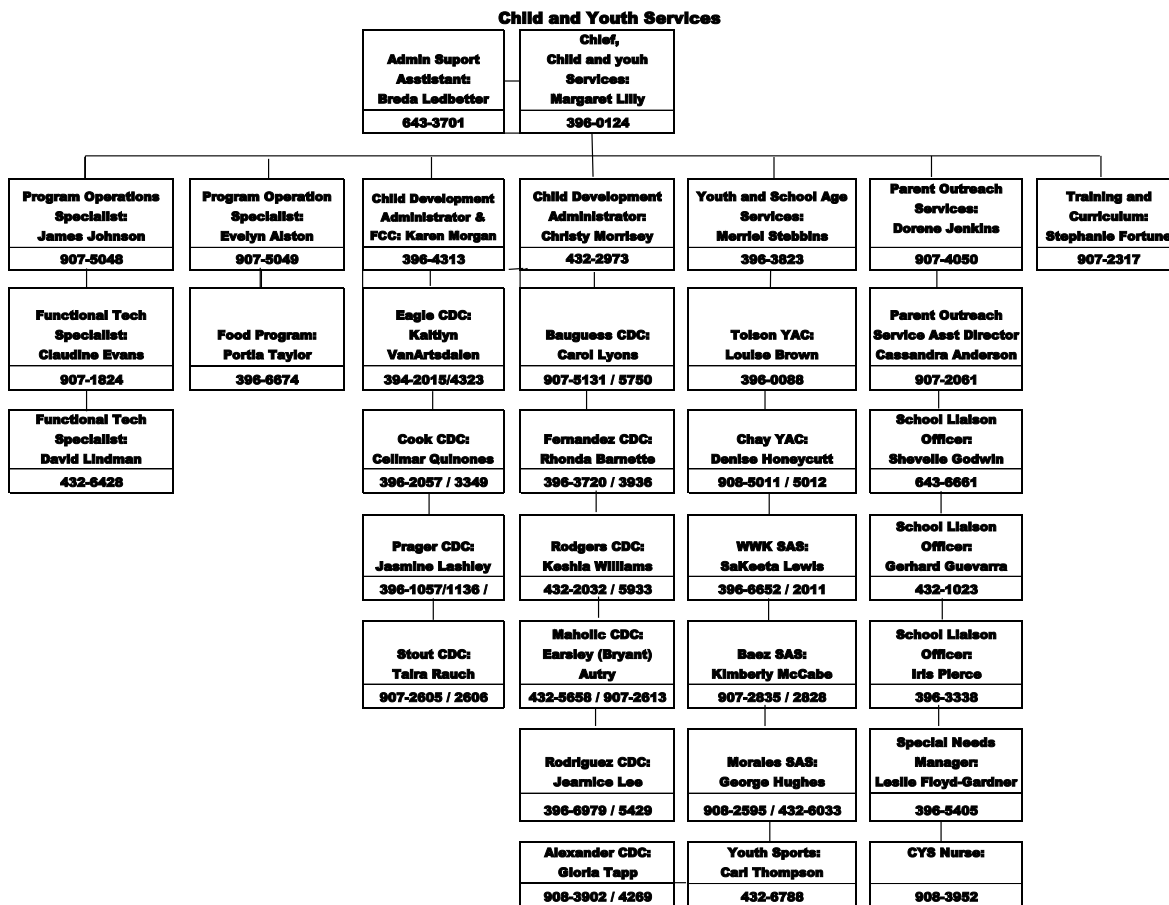 Child and Youth Services
Admin Suport
Asstistant:
Breda Ledbetter
643-3701
Chief,
Child and youh
Services:
Margaret Lilly
396-0124
Program Operations
Specialist:
James Johnson
907-5048
Program Operation
Specialist:
Evelyn Alston
907-5049
Child Development
Administrator &
FCC: Karen Morgan
396-4313
Child Development
Administrator:
Christy Morrisey
432-2973
Youth and School Age
Services:
Merriel Stebbins
396-3823
Parent Outreach
Services:
Dorene Jenkins
907-4050
Training and
Curriculum:
Stephanie Fortune
907-2317
Functional Tech
Specialist:
Claudine Evans
907-1824
Food Program:
Portia Taylor
396-6674
Eagle CDC:
Kaitlyn
VanArtsdalen
394-2015/4323
Bauguess CDC:
Carol Lyons
907-5131 / 5750
Tolson YAC:
Louise Brown
396-0088
Parent Outreach
Service Asst Director
Cassandra Anderson
907-2061
Functional Tech
Specialist:
David Lindman
432-6428
Cook CDC:
Celimar Quinones
396-2057 / 3349
Fernandez CDC:
Rhonda Barnette
396-3720 / 3936
Chay YAC:
Denise Honeycutt
908-5011 / 5012
School Liaison
Officer:
Shevelle Godwin
643-6661
Prager CDC:
Jasmine Lashley
396-1057/1136 /
Rodgers CDC:
Keshia Williams
432-2032 / 5933
WWK SAS:
SaKeeta Lewis
396-6652 / 2011
School Liaison
Officer:
Gerhard Guevarra
432-1023
Stout CDC:
Taira Rauch
907-2605 / 2606
Maholic CDC:
Earsley (Bryant)
Autry
432-5658 / 907-2613
Baez SAS:
Kimberly McCabe
907-2835 / 2828
School Liaison
Officer:
Iris Pierce
396-3338
Rodriguez CDC:
Jearnice Lee
396-6979 / 5429
Morales SAS:
George Hughes
908-2595 / 432-6033
Special Needs
Manager:
Leslie Floyd-Gardner
396-5405
Alexander CDC:
Gloria Tapp
908-3902 / 4269
Youth Sports:
Carl Thompson
432-6788
CYS Nurse:
908-3952